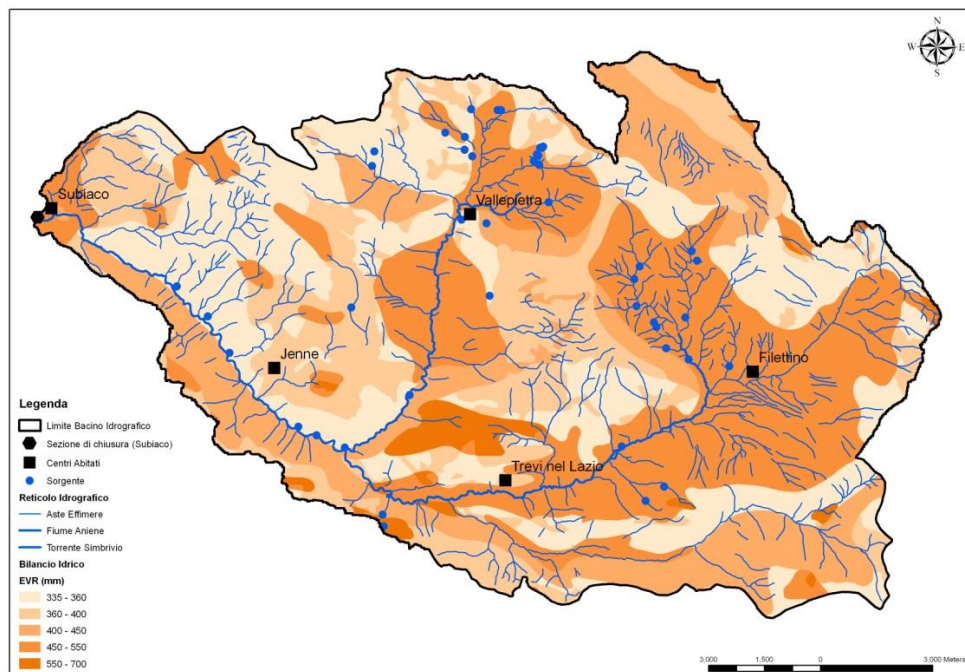 N
W E
S
Subiaco
Vallepietra
Jenne
Filettino
Trevi nel Lazio
Legenda
Limite Bacino Idrografico
Sezione di chiusura (Subiaco)
Centri Abitati
Sorgente
Reticolo Idrografico
Aste Effimere
Fiume Aniene
Torrente Simbrivio
Bilancio Idrico
EVR (mm)
335 - 360
360 - 400
400 - 450
450 - 550
550 - 700
3,000 1,500 0 3,000 Meters